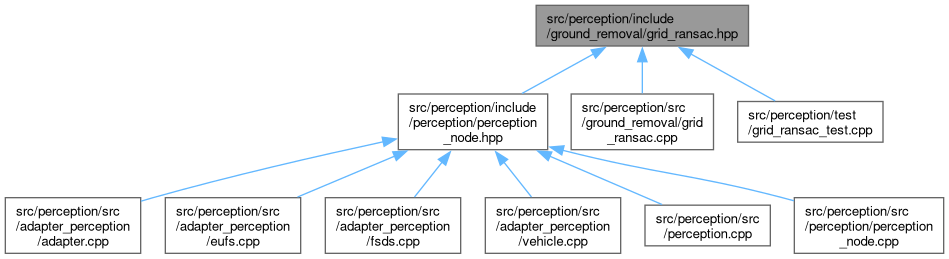 src/perception/include
/ground_removal/grid_ransac.hpp
src/perception/include
/perception/perception
_node.hpp
src/perception/src
/ground_removal/grid
_ransac.cpp
src/perception/test
/grid_ransac_test.cpp
src/perception/src
/adapter_perception
/adapter.cpp
src/perception/src
/adapter_perception
/eufs.cpp
src/perception/src
/adapter_perception
/fsds.cpp
src/perception/src
/adapter_perception
/vehicle.cpp
src/perception/src
/perception.cpp
src/perception/src
/perception/perception
_node.cpp